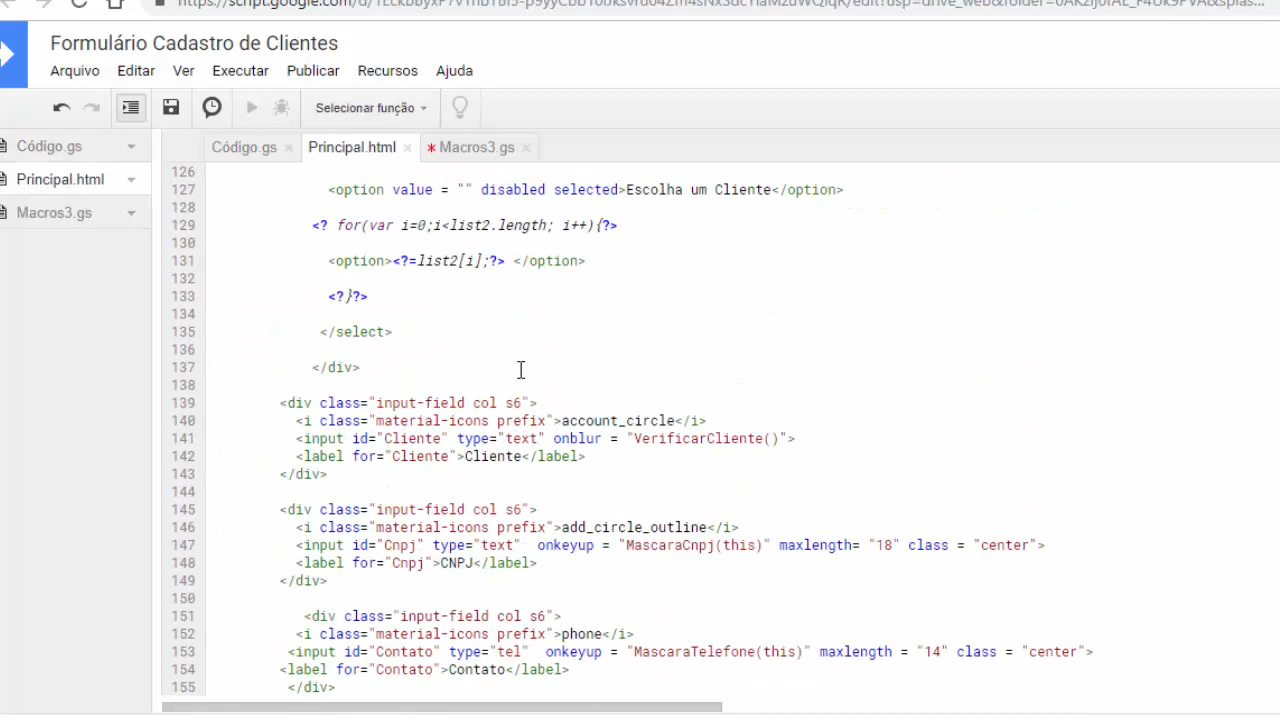 Formulário Cadastro de Clientes
Arquivo Editar Ver Executar Publicar Recursos Ajuda
Selecionar função
Código.gs
Principal.html
Macros3.gs
Código.gs × Principal.html × * Macros3.gs ×
126
127 <option value = "" disabled selected>Escolha um Cliente</option>
128
129 <? for(var i=0;i<list2.length; i++){?>
130
131 <option><?=list2[i];?> </option>
132
133 <?}?>
134
135 </select>
136
137 </div>
138
139 <div class="input-field col s6">
140 <i class="material-icons prefix">account_circle</i>
141 <input id="Cliente" type="text" onblur = "VerificarCliente()">
142 <label for="Cliente">Cliente</label>
143 </div>
144
145 <div class="input-field col s6">
146 <i class="material-icons prefix">add_circle_outline</i>
147 <input id="Cnpj" type="text"  onkeyup = "MascaraCnpj(this)" maxlength= "18" class = "center">
148 <label for="Cnpj">CNPJ</label>
149 </div>
150
151 <div class="input-field col s6">
152 <i class="material-icons prefix">phone</i>
153 <input id="Contato" type="tel"  onkeyup = "MascaraTelefone(this)" maxlength = "14" class = "center">
154 <label for="Contato">Contato</label>
155 </div>